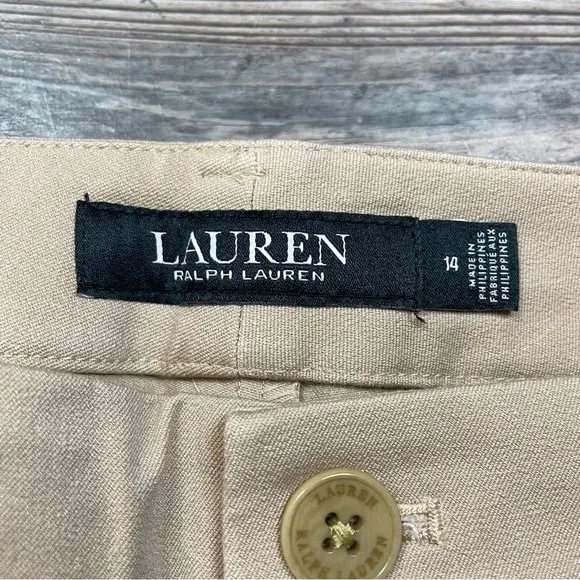 LAUREN
RALPH LAUREN
14
MADE IN
PHILIPPINES
FABRIQUÉ AUX
PHILIPPINES
LAUREN
RALPH LAUREN